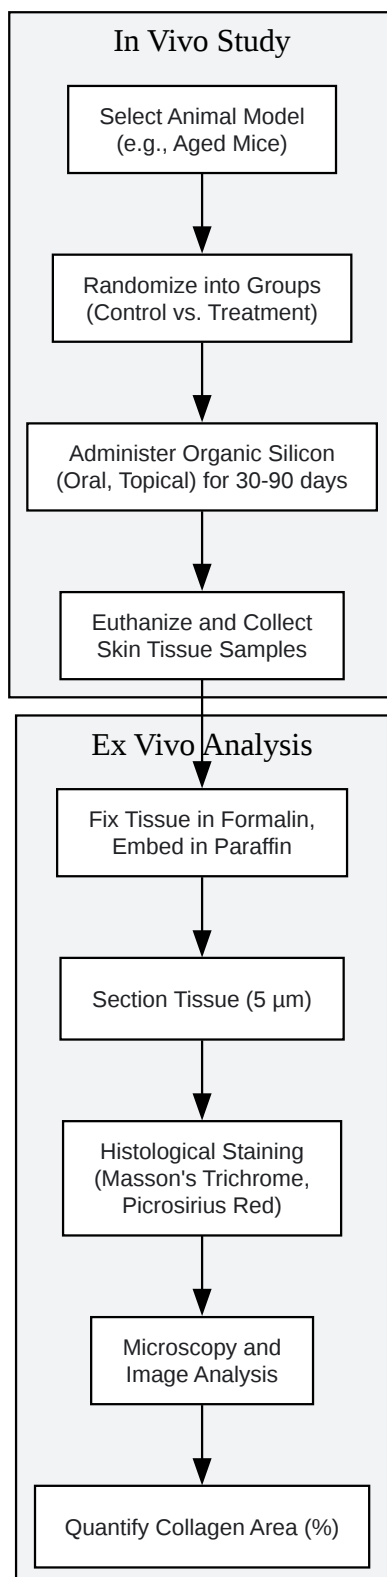 In Vivo Study
Select Animal Model
(e.g., Aged Mice)
Randomize into Groups
(Control vs. Treatment)
Administer Organic Silicon
(Oral, Topical) for 30-90 days
Euthanize and Collect
Skin Tissue Samples
Ex Vivo Analysis
Fix Tissue in Formalin,
Embed in Paraffin
Section Tissue (5 µm)
Histological Staining
(Masson's Trichrome,
Picrosirius Red)
Microscopy and
Image Analysis
Quantify Collagen Area (%)